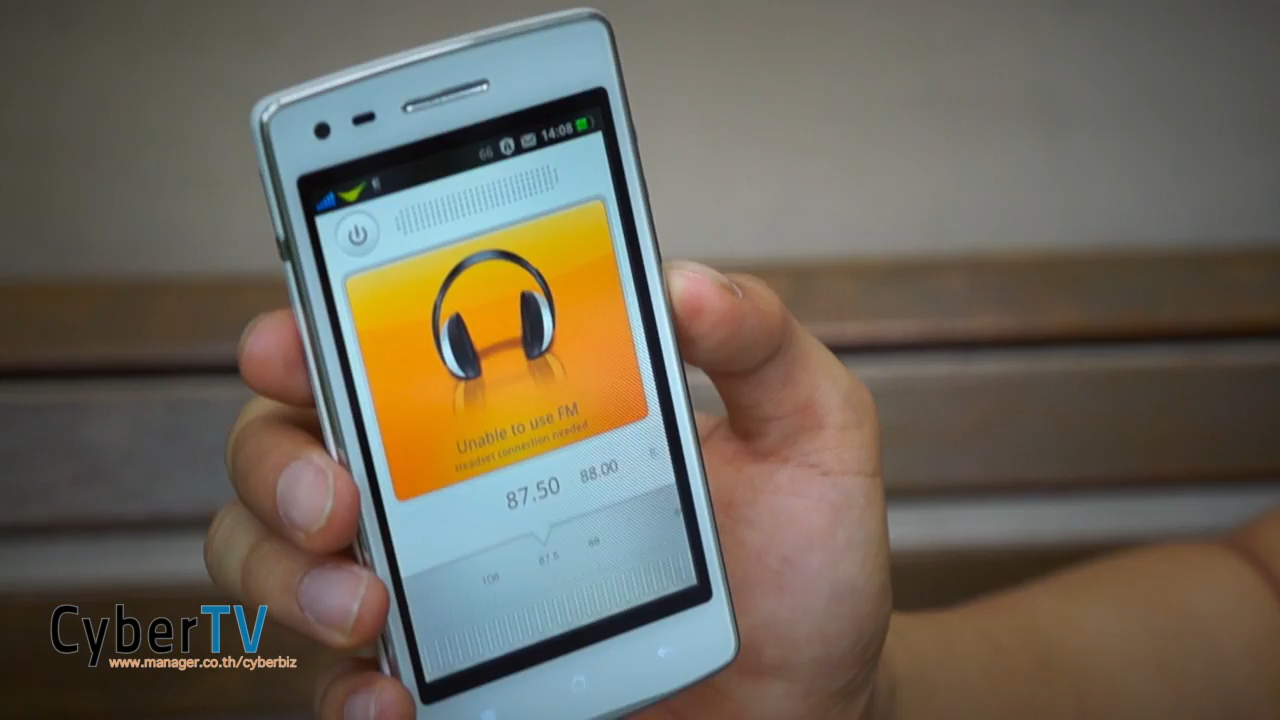 14:08
Unable to use FM
Headset connection needed
87.50 88.00
108 87.5 88
CyberTV
www.manager.co.th/cyberbiz